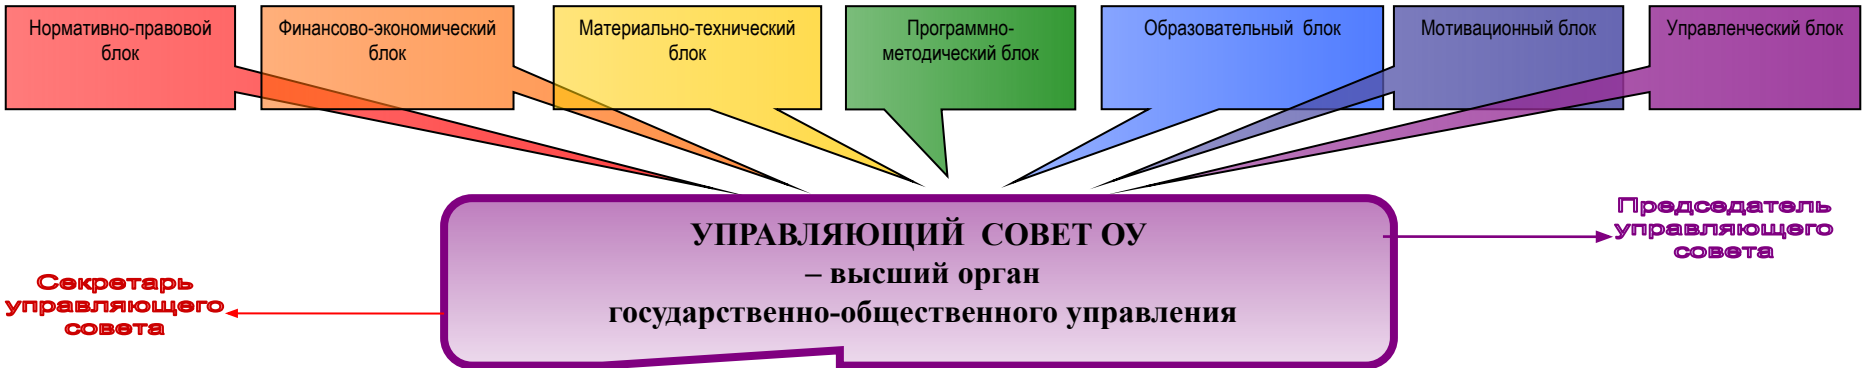 Нормативно-правовой
блок
Финансово-экономический
блок
Материально-технический
блок
Программно-
методический блок
Образовательный блок
Мотивационный блок
Управленческий блок
УПРАВЛЯЮЩИЙ СОВЕТ ОУ
– высший орган
государственно-общественного управления
Председатель
управляющего
совета
Секретарь
управляющего
совета